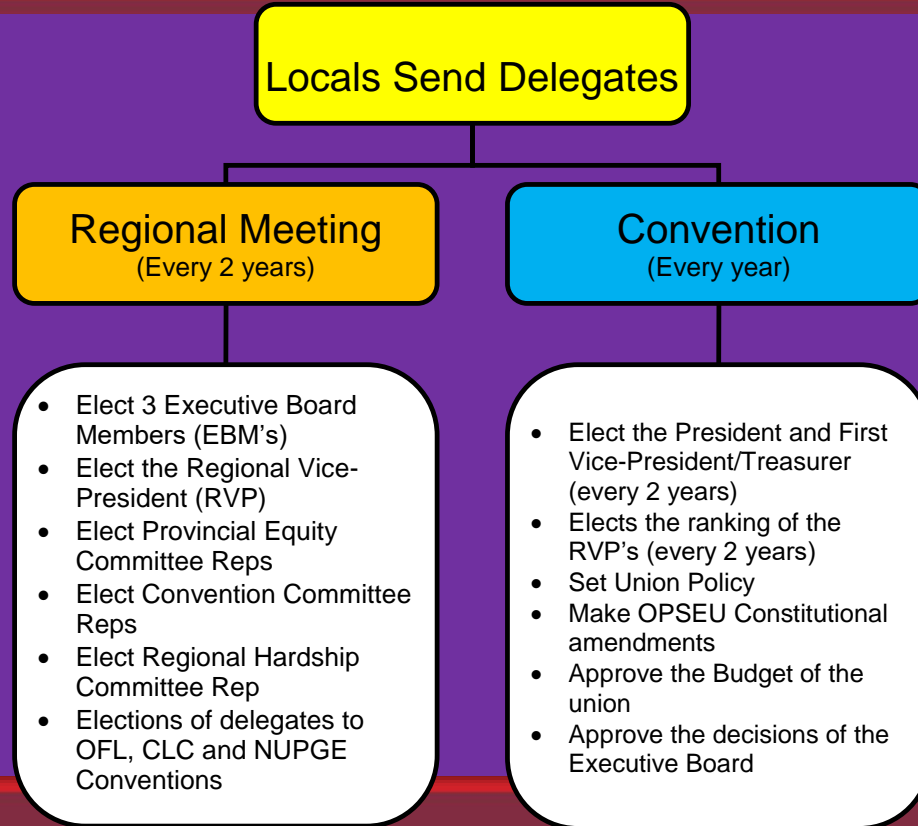 Locals Send Delegates
Regional Meeting
(Every 2 years)
• Elect 3 Executive Board
Members (EBM's)
• Elect the Regional Vice-
President (RVP)
• Elect Provincial Equity
Committee Reps
• Elect Convention Committee
Reps
• Elect Regional Hardship
Committee Rep
• Elections of delegates to
OFL, CLC and NUPGE
Conventions
Convention
(Every year)
• Elect the President and First
Vice-President/Treasurer
(every 2 years)
• Elects the ranking of the
RVP's (every 2 years)
• Set Union Policy
• Make OPSEU Constitutional
amendments
• Approve the Budget of the
union
• Approve the decisions of the
Executive Board